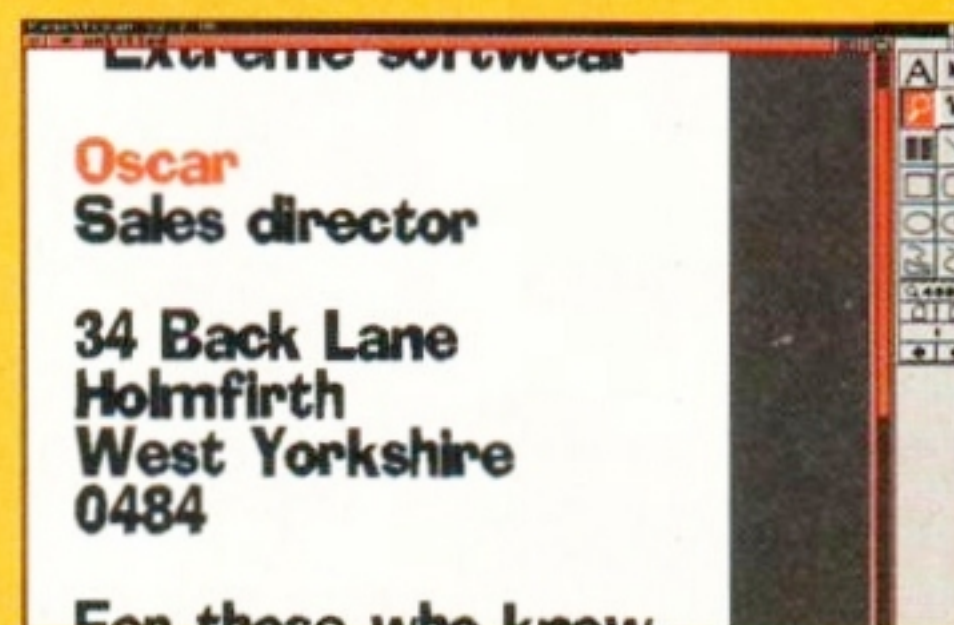 Extreme softwear
Oscar
Sales director
34 Back Lane
Holmfirth
West Yorkshire
0484
For those who know
A